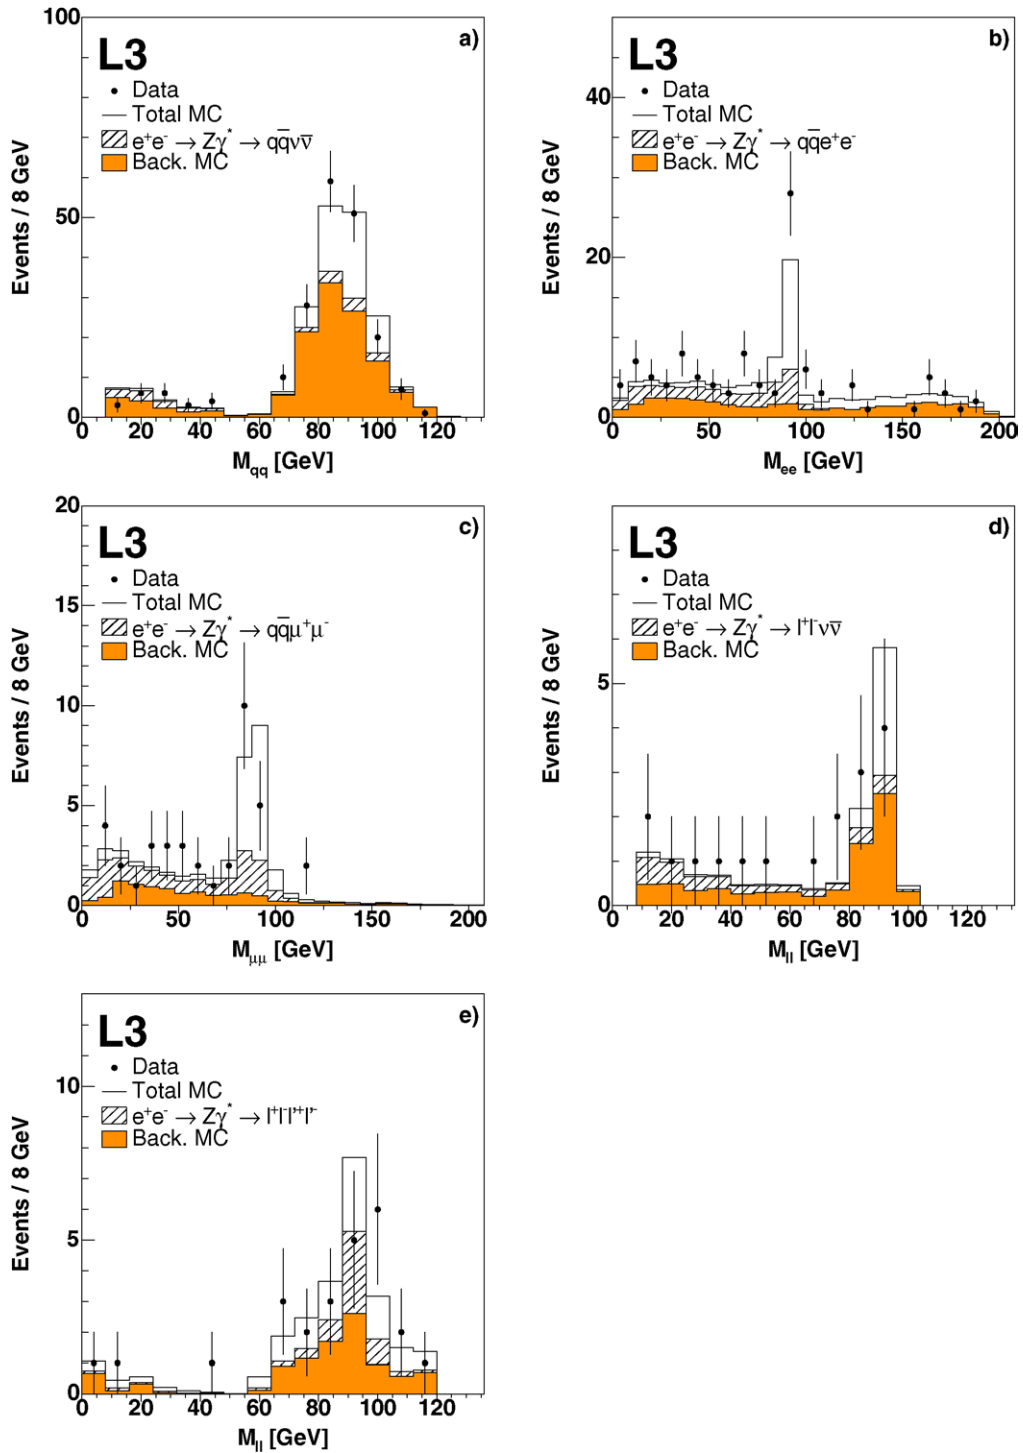 100
a)
L3
Data
Total MC
e⁺e⁻ → Zγ* → qq̅νν̅
Back. MC
50
0
0 20 40 60 80 100 120
M_qq [GeV]
Events / 8 GeV
b)
L3
Data
Total MC
e⁺e⁻ → Zγ* → qq̅e⁺e⁻
Back. MC
40
20
0
0 50 100 150 200
M_ee [GeV]
Events / 8 GeV
20
c)
L3
Data
Total MC
e⁺e⁻ → Zγ* → qq̅μ⁺μ⁻
Back. MC
15
10
5
0
0 50 100 150 200
M_μμ [GeV]
Events / 8 GeV
d)
L3
Data
Total MC
e⁺e⁻ → Zγ* → l⁺l⁻νν̅
Back. MC
5
0
0 20 40 60 80 100 120
M_ll [GeV]
Events / 8 GeV
e)
L3
Data
Total MC
e⁺e⁻ → Zγ* → l⁺l⁻l'⁺l'⁻
Back. MC
10
5
0
0 20 40 60 80 100 120
M_ll [GeV]
Events / 8 GeV